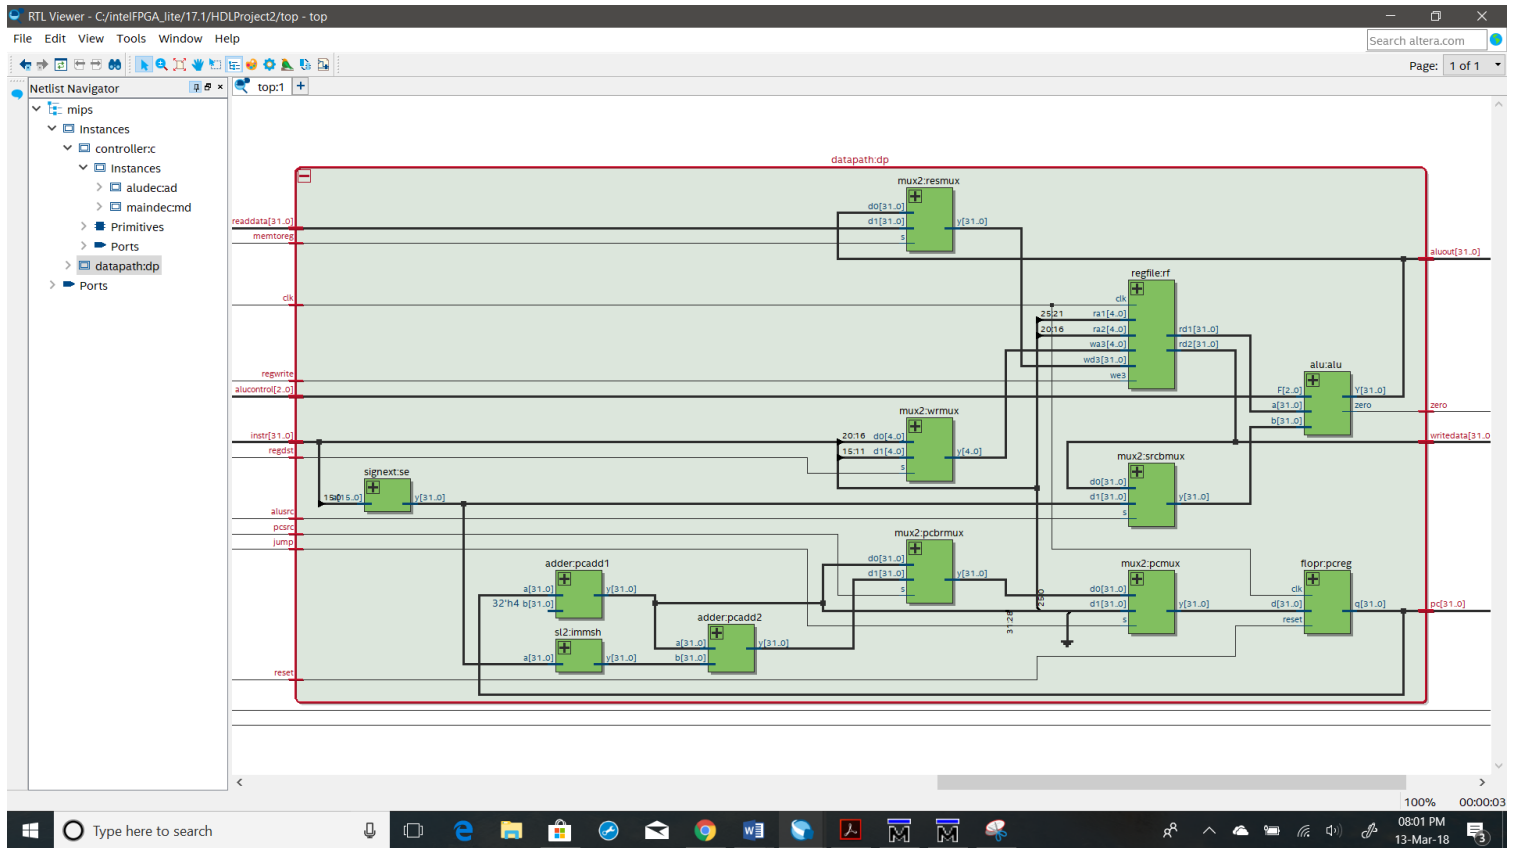 RTL Viewer - C:/intelFPGA_lite/17.1/HDLProject2/top - top
File Edit View Tools Window Help
Search altera.com
Page: 1 of 1
Netlist Navigator
top:1
mips
Instances
controller:c
Instances
aludec:ad
maindec:md
Primitives
Ports
datapath:dp
Ports
datapath:dp
mux2:resmux
d0[31..0]
readdata[31..0]
d1[31..0]
y[31..0]
memtoreg
s
aluout[31..0]
regfile:rf
clk
clk
25:21
ra1[4..0]
20:16
ra2[4..0]
rd1[31..0]
wa3[4..0]
rd2[31..0]
wd3[31..0]
regwrite
we3
alu:alu
alucontrol[2..0]
F[2..0]
Y[31..0]
a[31..0]
zero
zero
b[31..0]
mux2:wrmux
instr[31..0]
20:16
d0[4..0]
writedata[31..0
regdst
15:11
d1[4..0]
y[4..0]
s
mux2:srcbmux
signext:se
d0[31..0]
15:0
a[15..0]
y[31..0]
d1[31..0]
y[31..0]
alusrc
s
pcsrc
jump
mux2:pcbrmux
d0[31..0]
d1[31..0]
y[31..0]
s
adder:pcadd1
a[31..0]
y[31..0]
32'h4 b[31..0]
mux2:pcmux
d0[31..0]
d1[31..0]
y[31..0]
s
25:0
31:28
flopr:pcreg
clk
d[31..0]
q[31..0]
reset
pc[31..0]
adder:pcadd2
a[31..0]
y[31..0]
b[31..0]
sl2:immsh
a[31..0]
y[31..0]
reset
100% 00:00:03
Type here to search
08:01 PM
13-Mar-18
3